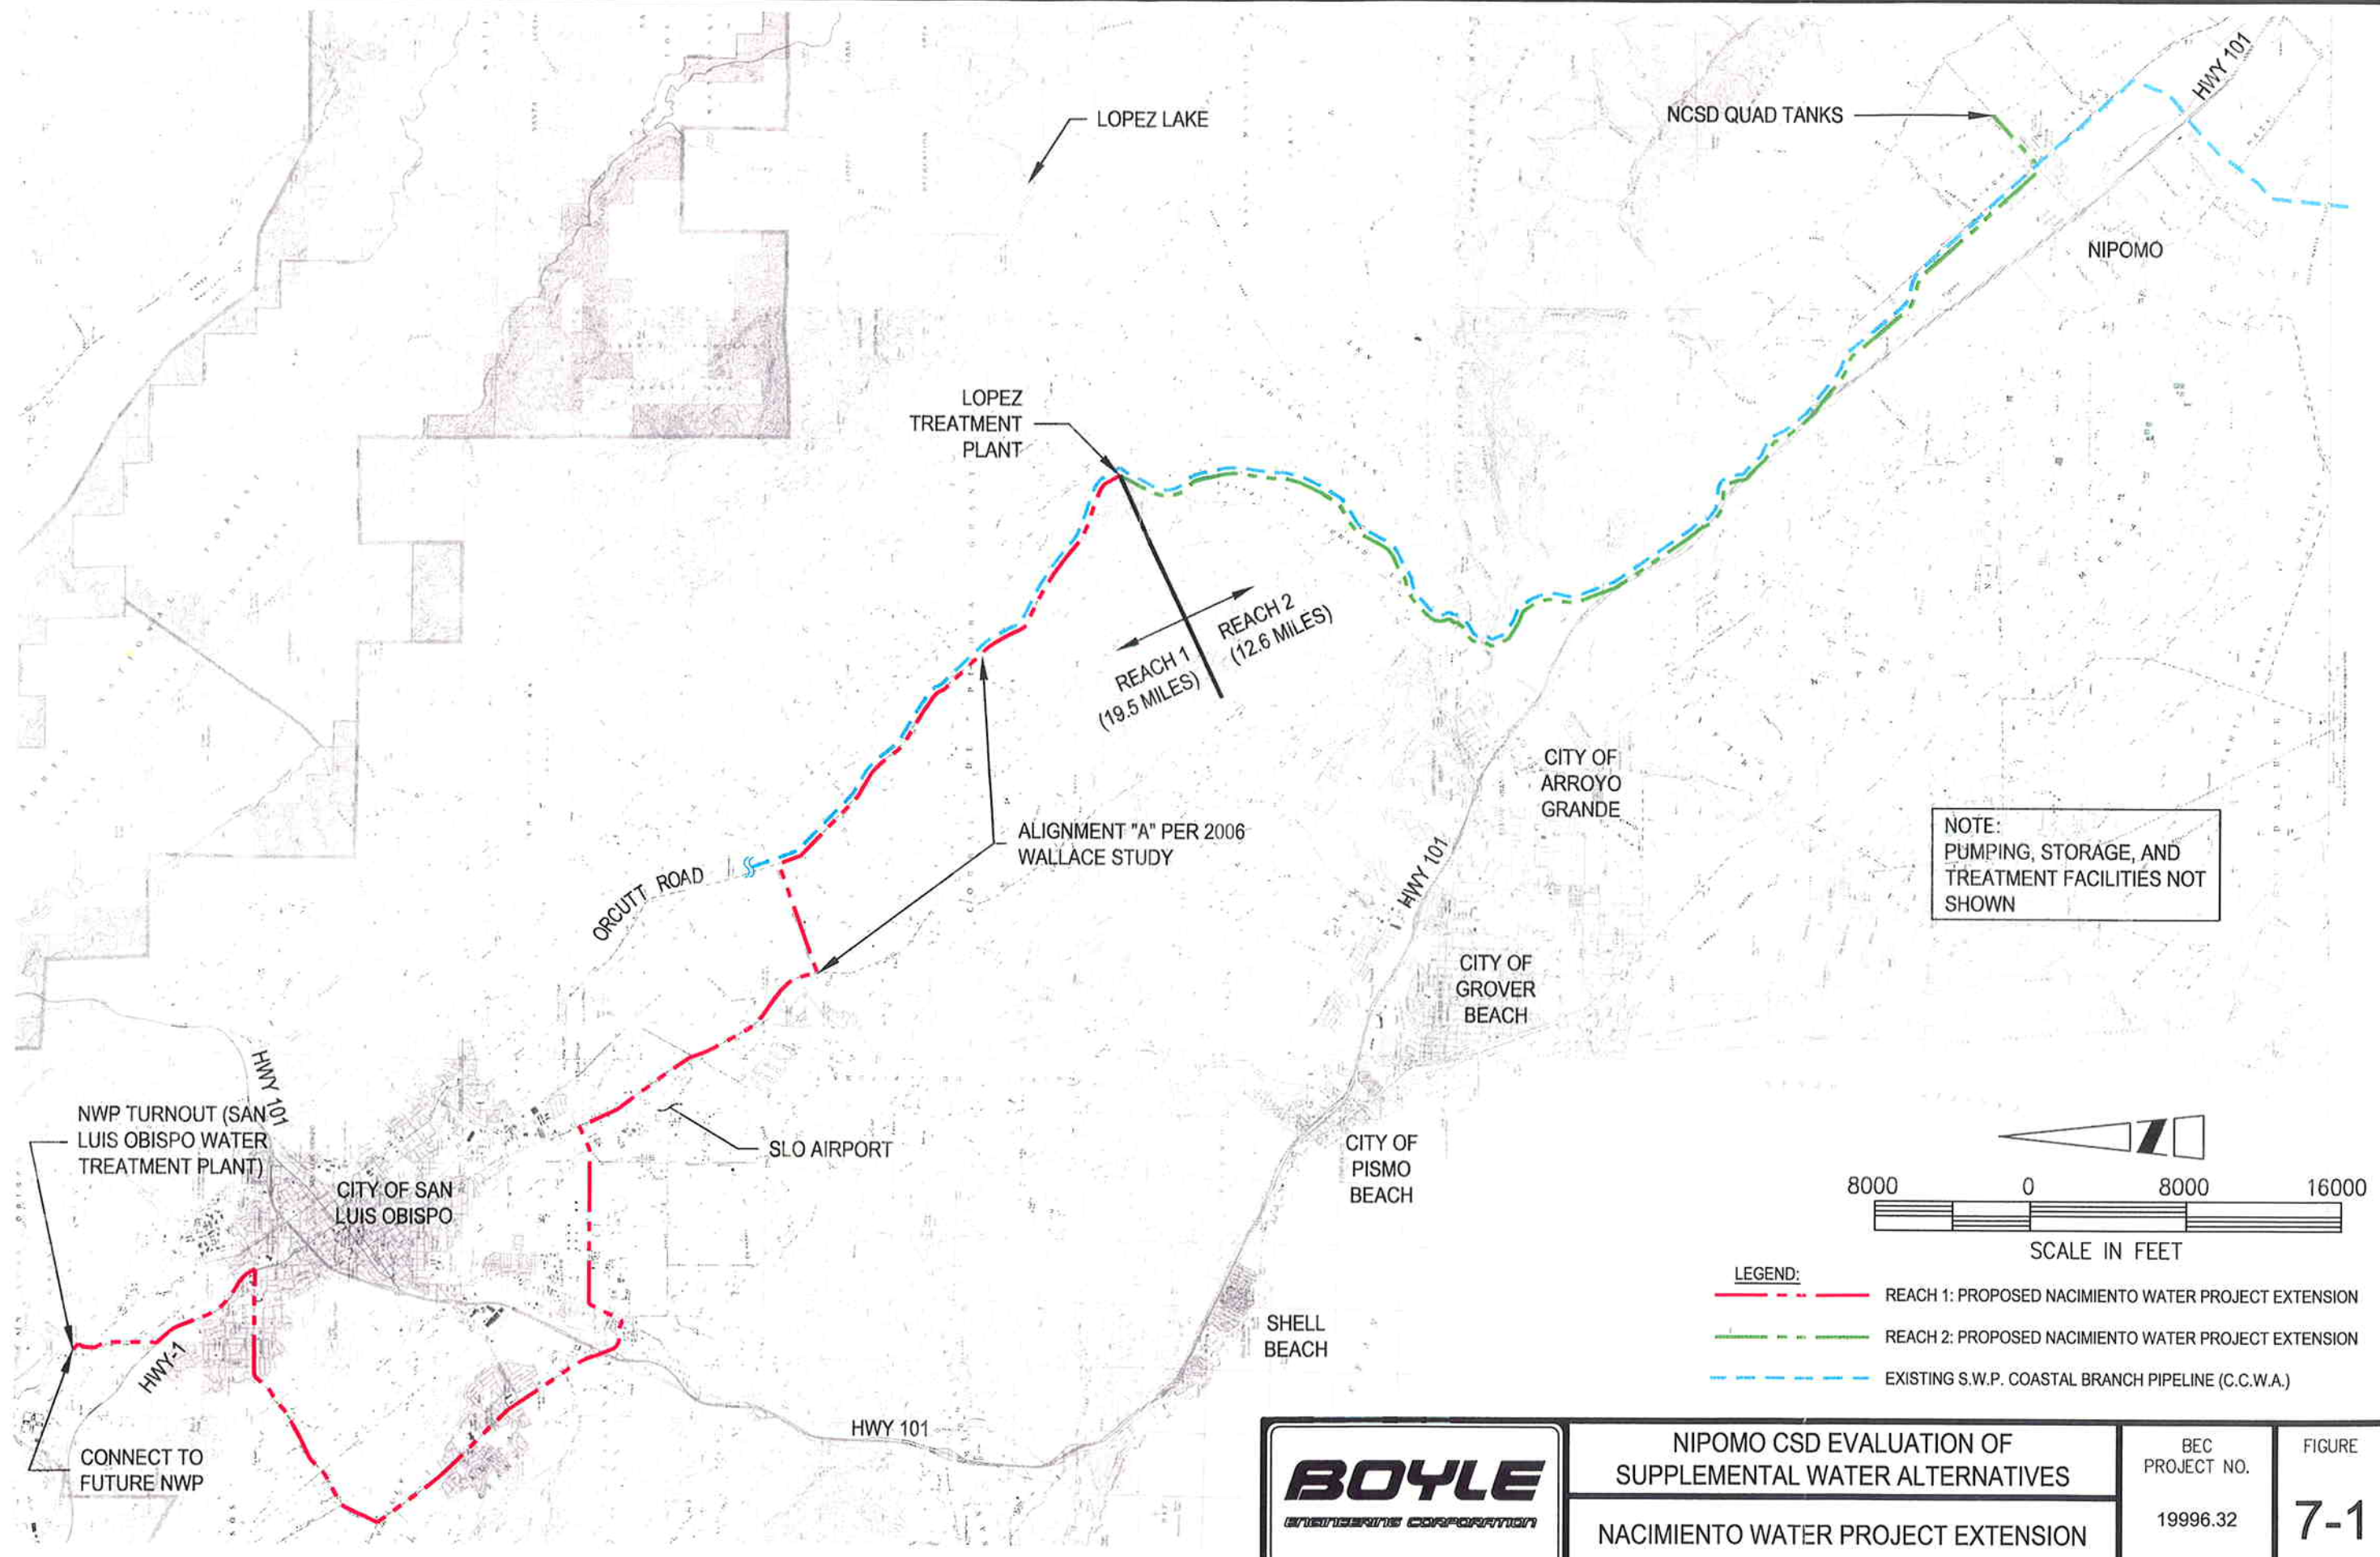 HWY 101
LOPEZ LAKE
NCSD QUAD TANKS
NIPOMO
LOPEZ
TREATMENT
PLANT
REACH 2
(12.6 MILES)
REACH 1
(19.5 MILES)
CITY OF
ARROYO
GRANDE
ALIGNMENT "A" PER 2006
WALLACE STUDY
NOTE:
PUMPING, STORAGE, AND
TREATMENT FACILITIES NOT
SHOWN
ORCUTT ROAD
HWY 101
CITY OF
GROVER
BEACH
HWY 101
NWP TURNOUT (SAN
LUIS OBISPO WATER
TREATMENT PLANT)
SLO AIRPORT
CITY OF
PISMO
BEACH
CITY OF SAN
LUIS OBISPO
8000 0 8000 16000
SCALE IN FEET
SHELL
BEACH
HWY-1
HWY 101
CONNECT TO
FUTURE NWP
LEGEND:
REACH 1: PROPOSED NACIMIENTO WATER PROJECT EXTENSION
REACH 2: PROPOSED NACIMIENTO WATER PROJECT EXTENSION
EXISTING S.W.P. COASTAL BRANCH PIPELINE (C.C.W.A.)
BOYLE
ENGINEERING CORPORATION
NIPOMO CSD EVALUATION OF
SUPPLEMENTAL WATER ALTERNATIVES
NACIMIENTO WATER PROJECT EXTENSION
BEC
PROJECT NO.
19996.32
FIGURE
7-1